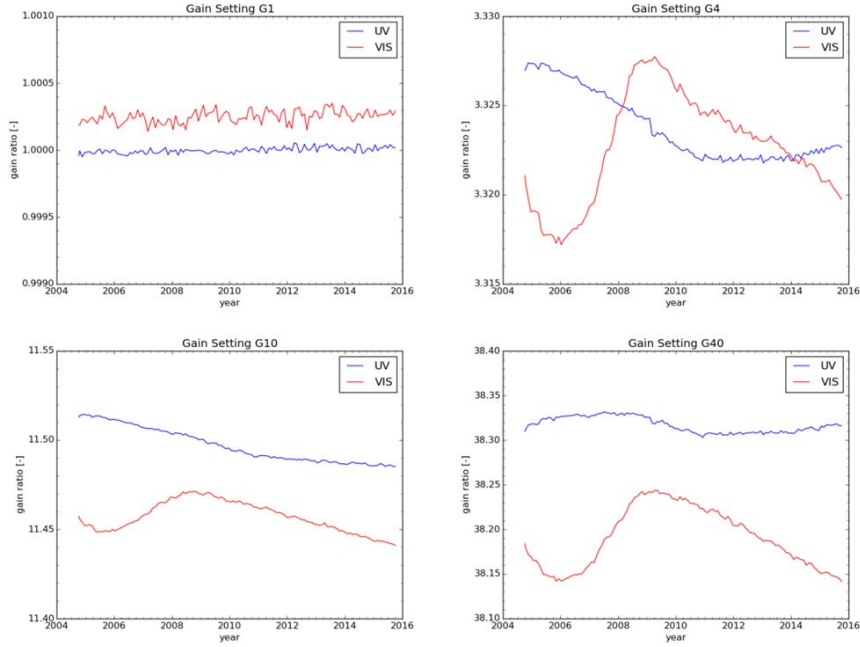 Gain Setting G1
1.0010
1.0005
1.0000
0.9995
0.9990
gain ratio [-]
UV
VIS
2004 2006 2008 2010 2012 2014 2016
year
Gain Setting G4
3.330
3.325
3.320
3.315
gain ratio [-]
UV
VIS
2004 2006 2008 2010 2012 2014 2016
year
Gain Setting G10
11.55
11.50
11.45
11.40
gain ratio [-]
UV
VIS
2004 2006 2008 2010 2012 2014 2016
year
Gain Setting G40
38.40
38.35
38.30
38.25
38.20
38.15
38.10
gain ratio [-]
UV
VIS
2004 2006 2008 2010 2012 2014 2016
year